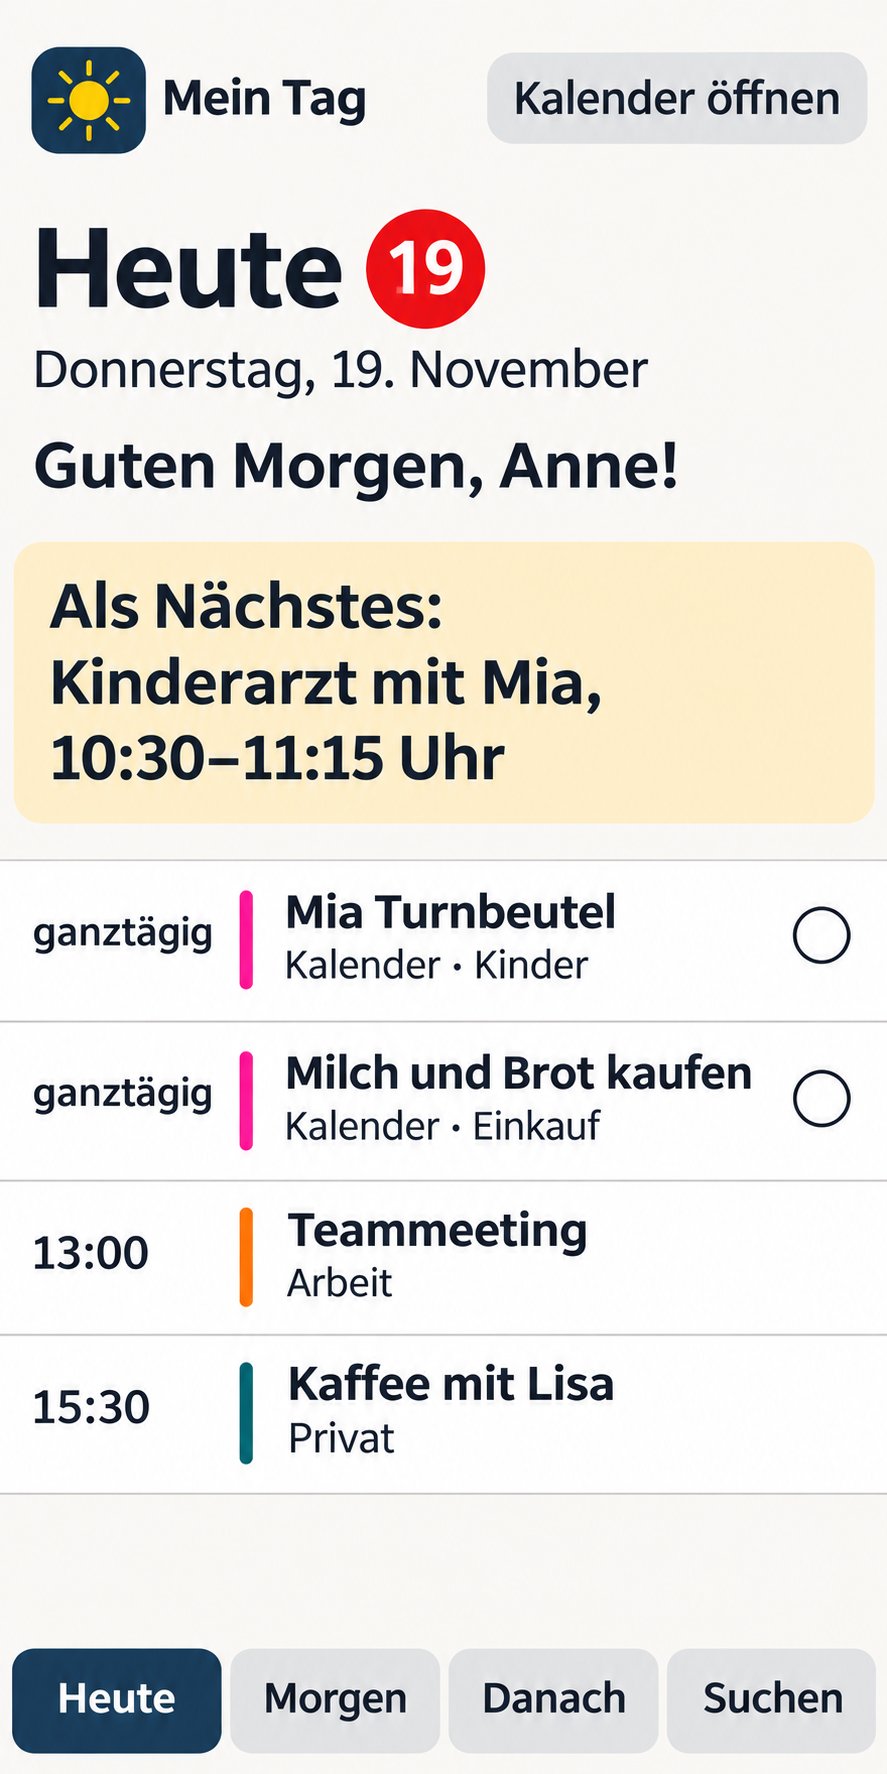 Mein Tag
Kalender öffnen
Heute 19
Donnerstag, 19. November
Guten Morgen, Anne!
Als Nächstes:
Kinderarzt mit Mia,
10:30–11:15 Uhr
ganztägig
Mia Turnbeutel
Kalender • Kinder
ganztägig
Milch und Brot kaufen
Kalender • Einkauf
13:00
Teammeeting
Arbeit
15:30
Kaffee mit Lisa
Privat
Heute
Morgen
Danach
Suchen